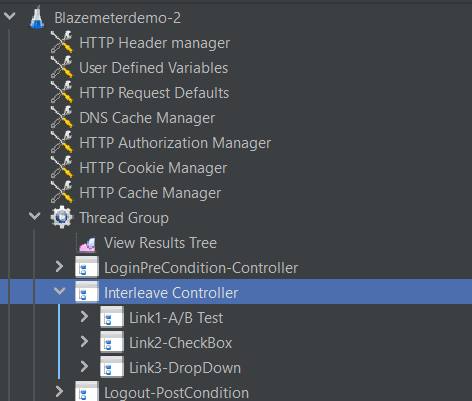 Blazemeterdemo-2
HTTP Header manager
User Defined Variables
HTTP Request Defaults
DNS Cache Manager
HTTP Authorization Manager
HTTP Cookie Manager
HTTP Cache Manager
Thread Group
View Results Tree
LoginPreCondition-Controller
Interleave Controller
Link1-A/B Test
Link2-CheckBox
Link3-DropDown
Logout-PostCondition